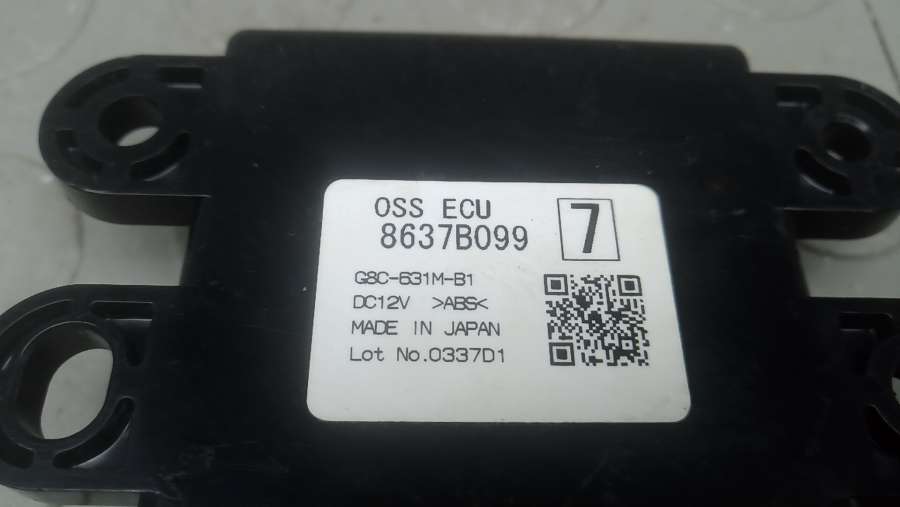 OSS ECU
8637B099
7
G8C-631M-B1
DC12V >ABS<
MADE IN JAPAN
Lot No.0337D1